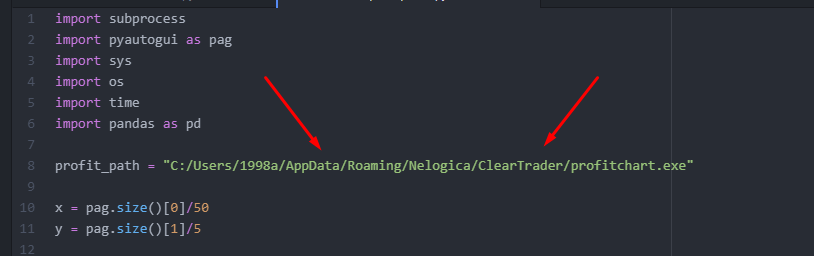 1 import subprocess
2 import pyautogui as pag
3 import sys
4 import os
5 import time
6 import pandas as pd
7
8 profit_path = "C:/Users/1998a/AppData/Roaming/Nelogica/ClearTrader/profitchart.exe"
9
10 x = pag.size()[0]/50
11 y = pag.size()[1]/5
12